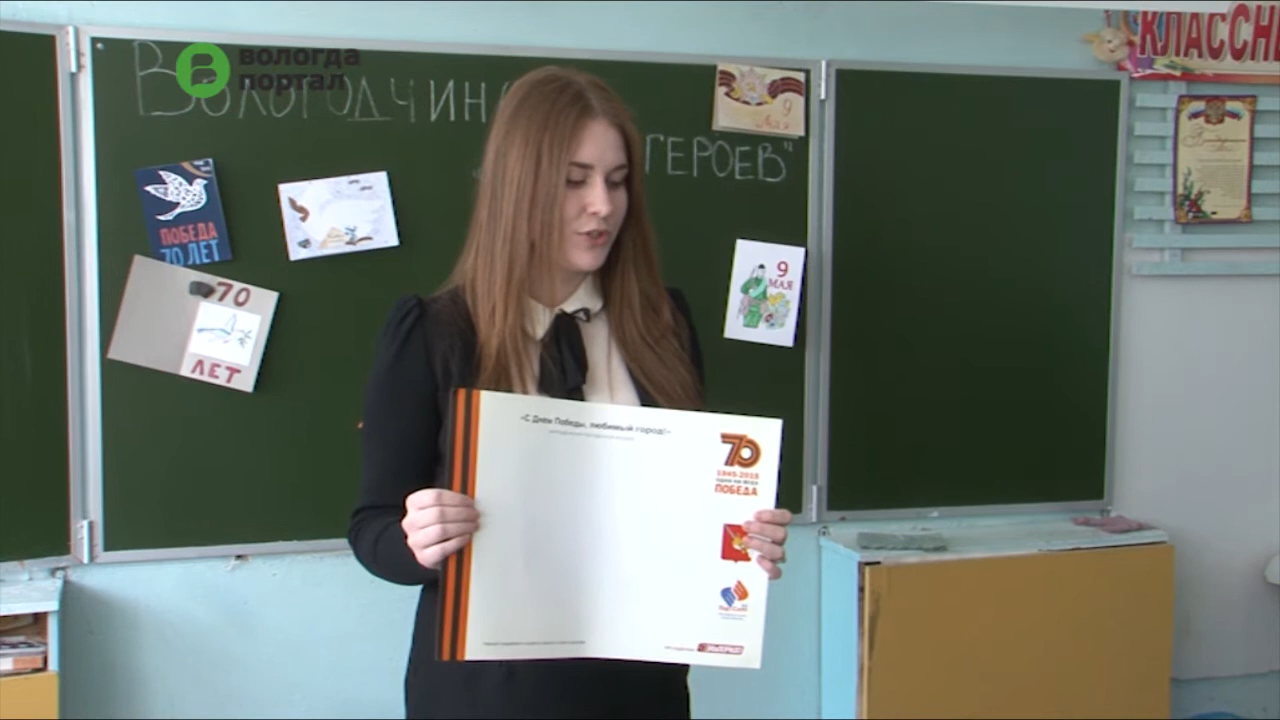 вологда
портал
КЛАССН
Вологодчина
ГЕРОЕВ"
9
Мая
ПОБЕДА
70 ЛЕТ
70
ЛЕТ
9
МАЯ
«С Днём Победы, любимый город!»
70
1945-2015
ПОБЕДА